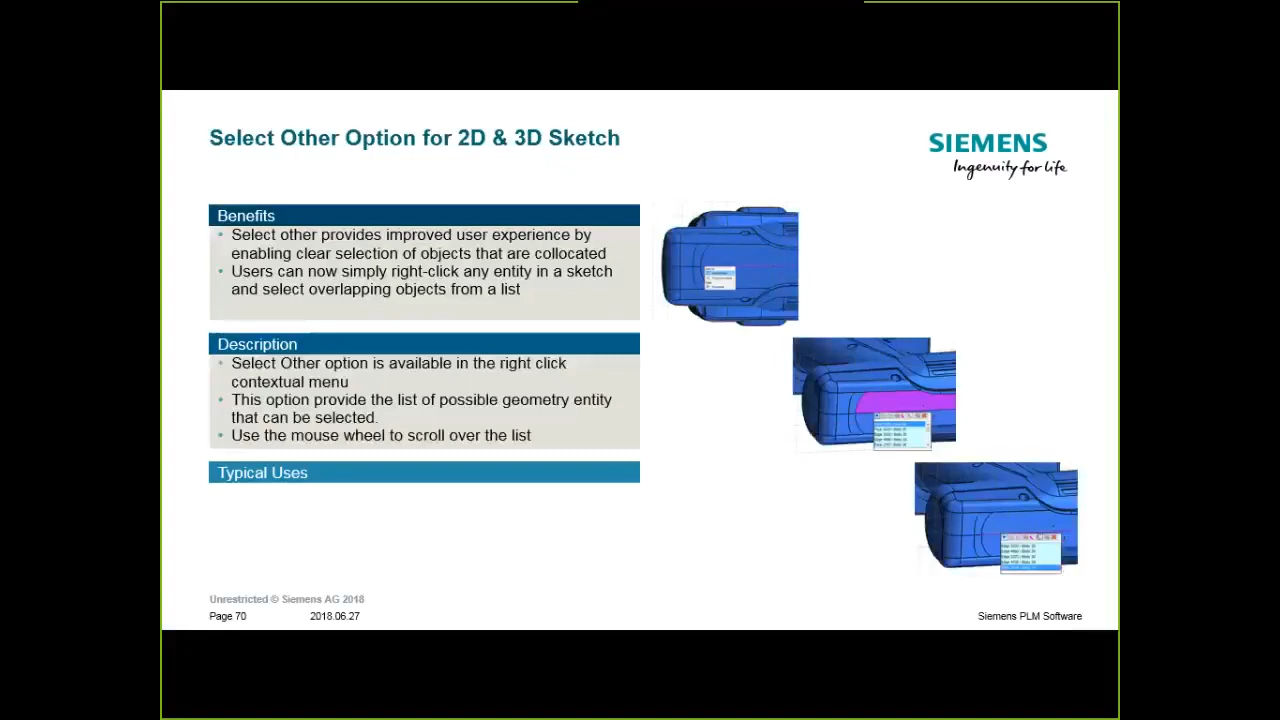 Select Other Option for 2D & 3D Sketch
SIEMENS
Ingenuity for life
Benefits
• Select other provides improved user experience by
enabling clear selection of objects that are collocated
• Users can now simply right-click any entity in a sketch
and select overlapping objects from a list
Description
• Select Other option is available in the right click
contextual menu
• This option provide the list of possible geometry entity
that can be selected.
• Use the mouse wheel to scroll over the list
Typical Uses
Unrestricted © Siemens AG 2018
Page 70 2018.06.27 Siemens PLM Software